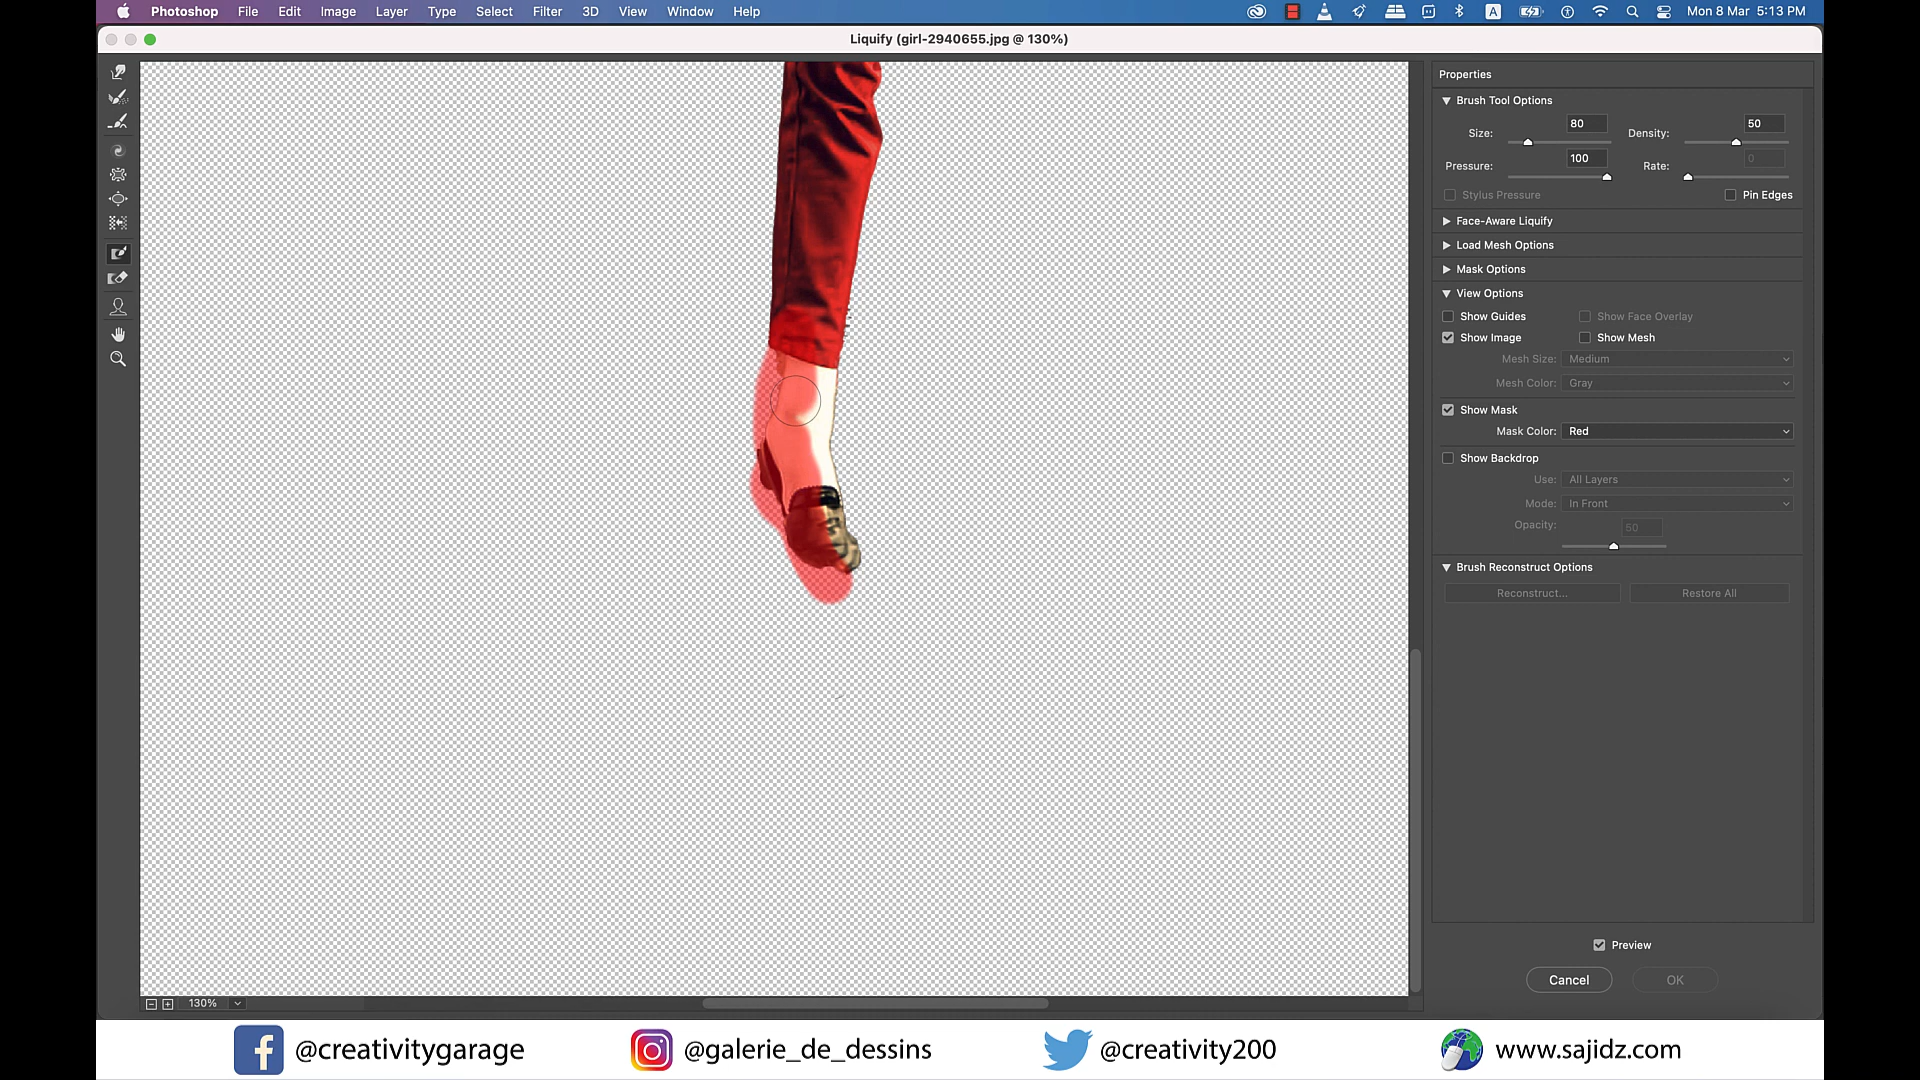 Photoshop File Edit Image Layer Type Select Filter 3D View Window Help A Mon 8 Mar 5:13 PM
Liquify (girl-2940655.jpg @ 130%)
Properties
Brush Tool Options
Size: 80 Density: 50
Pressure: 100 Rate: 0
Stylus Pressure Pin Edges
Face-Aware Liquify
Load Mesh Options
Mask Options
View Options
Show Guides Show Face Overlay
Show Image Show Mesh
Mesh Size: Medium
Mesh Color: Gray
Show Mask
Mask Color: Red
Show Backdrop
Use: All Layers
Mode: In Front
Opacity: 50
Brush Reconstruct Options
Reconstruct... Restore All
Preview
Cancel OK
130%
@creativitygarage @galerie_de_dessins @creativity200 www.sajidz.com